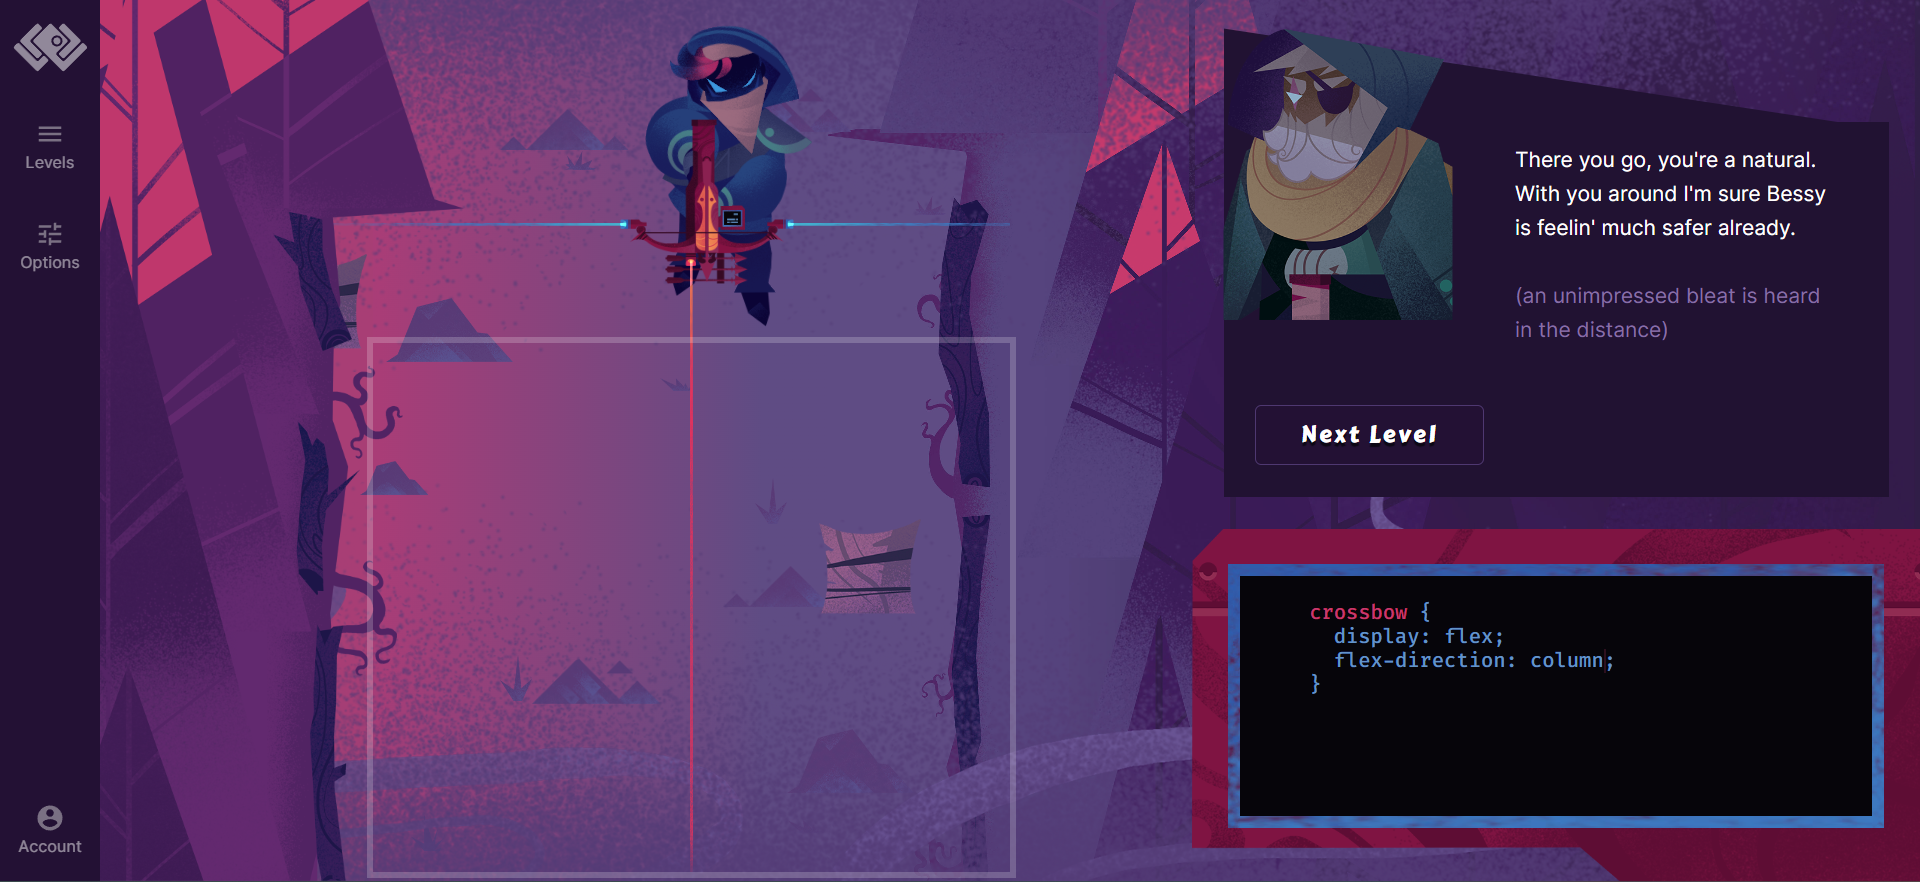 Levels
Options
Account
There you go, you're a natural.
With you around I'm sure Bessy
is feelin' much safer already.
(an unimpressed bleat is heard
in the distance)
Next Level
crossbow {
display: flex;
flex-direction: column;
}